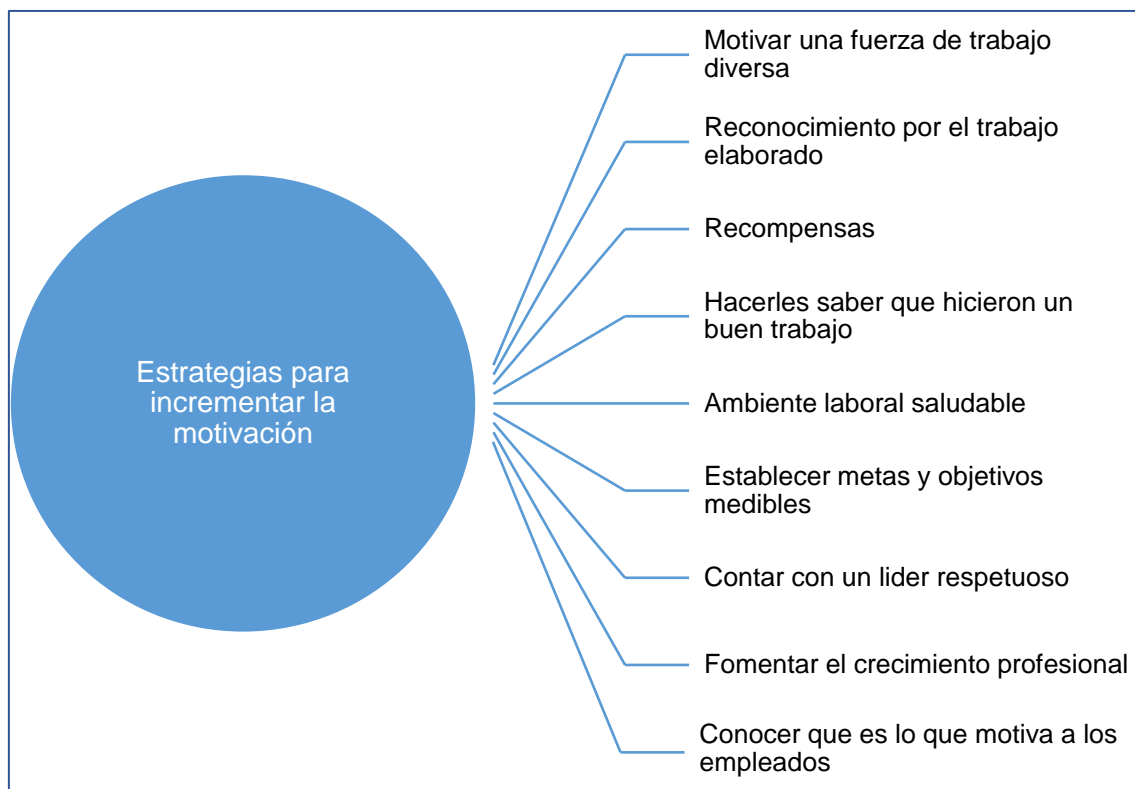 Estrategias para
incrementar la
motivación
Motivar una fuerza de trabajo
diversa
Reconocimiento por el trabajo
elaborado
Recompensas
Hacerles saber que hicieron un
buen trabajo
Ambiente laboral saludable
Establecer metas y objetivos
medibles
Contar con un lider respetuoso
Fomentar el crecimiento profesional
Conocer que es lo que motiva a los
empleados